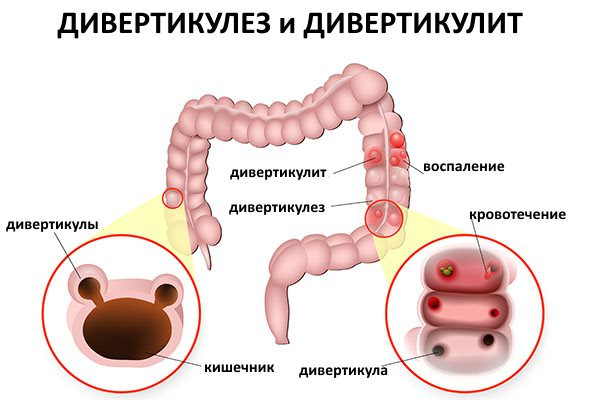 ДИВЕРТИКУЛЕЗ и ДИВЕРТИКУЛИТ
дивертикулит
воспаление
дивертикулез
кровотечение
дивертикулы
кишечник
дивертикула